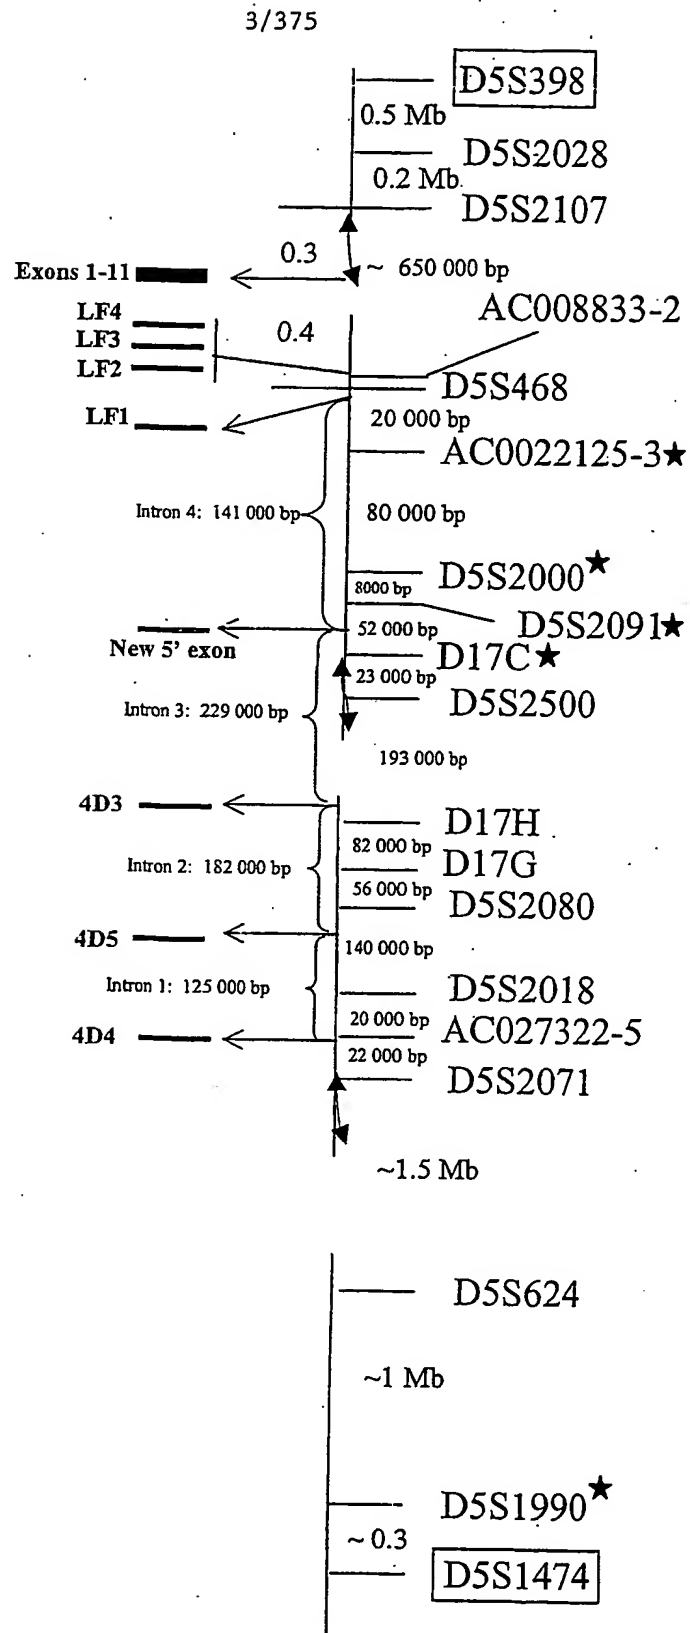 3/375
D5S398
0.5 Mb
D5S2028
0.2 Mb
D5S2107
0.3
Exons 1-11
~ 650 000 bp
LF4
AC008833-2
LF3
0.4
LF2
D5S468
LF1
20 000 bp
AC0022125-3★
Intron 4: 141 000 bp
80 000 bp
D5S2000★
8000 bp
D5S2091★
52 000 bp
New 5' exon
D17C★
23 000 bp
D5S2500
Intron 3: 229 000 bp
193 000 bp
4D3
D17H
82 000 bp
Intron 2: 182 000 bp
D17G
56 000 bp
D5S2080
4D5
140 000 bp
Intron 1: 125 000 bp
D5S2018
20 000 bp
4D4
AC027322-5
22 000 bp
D5S2071
~1.5 Mb
D5S624
~1 Mb
D5S1990★
~ 0.3
D5S1474